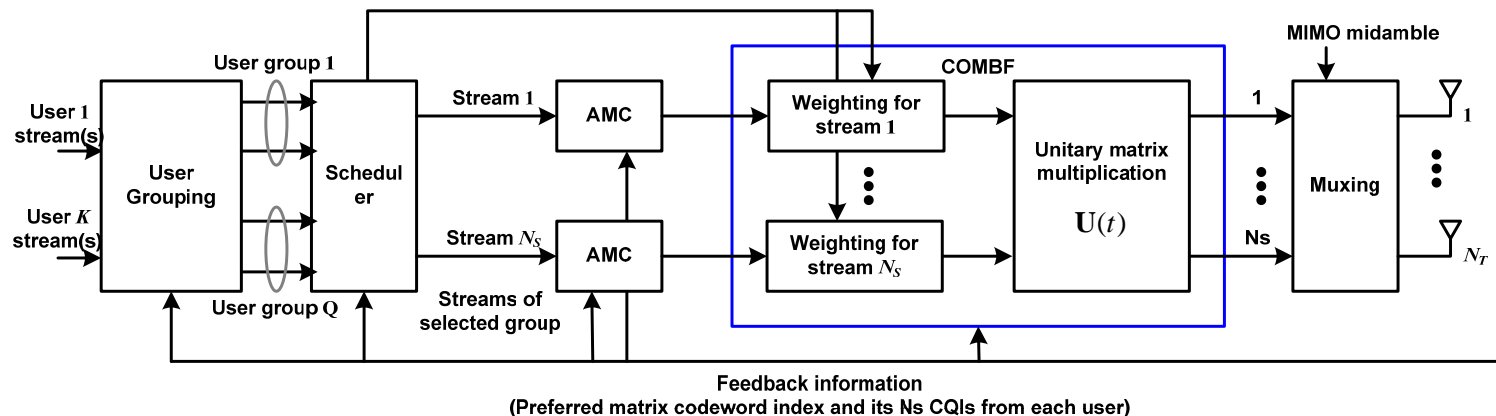 MIMO midamble
User group 1
COMBF
User 1
stream(s)
Stream 1
AMC
Weighting for
stream 1
1
1
User
Grouping
Schedul
er
Unitary matrix
multiplication
U(t)
Muxing
User K
stream(s)
Stream N_S
AMC
Weighting for
stream N_S
Ns
N_T
User group Q
Streams of
selected group
Feedback information
(Preferred matrix codeword index and its Ns CQIs from each user)